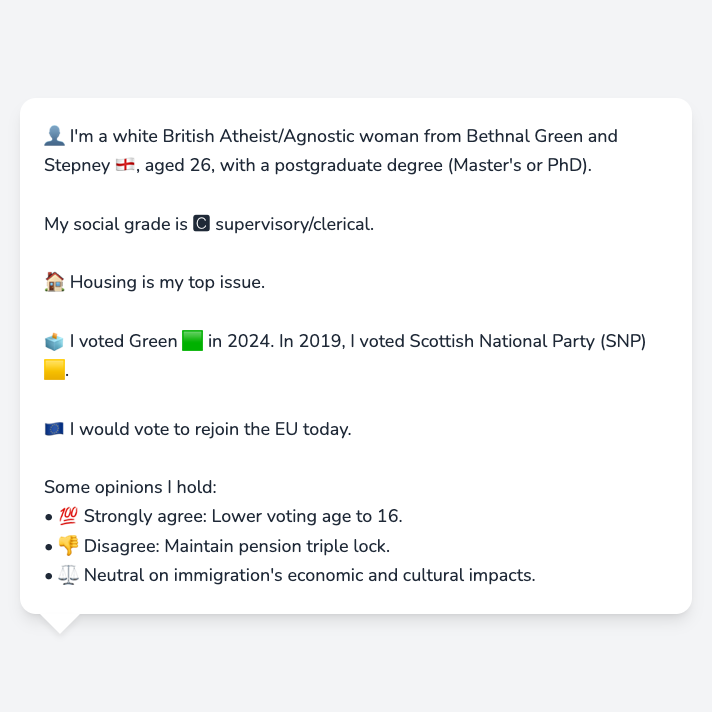 👤 I'm a white British Atheist/Agnostic woman from Bethnal Green and
Stepney 🏴󠁧󠁢󠁥󠁮󠁧󠁿, aged 26, with a postgraduate degree (Master's or PhD).
My social grade is 🅲 supervisory/clerical.
🏠 Housing is my top issue.
🗳️ I voted Green 🟩 in 2024. In 2019, I voted Scottish National Party (SNP)
🟨.
🇪🇺 I would vote to rejoin the EU today.
Some opinions I hold:
• 💯 Strongly agree: Lower voting age to 16.
• 👎 Disagree: Maintain pension triple lock.
• ⚖️ Neutral on immigration's economic and cultural impacts.